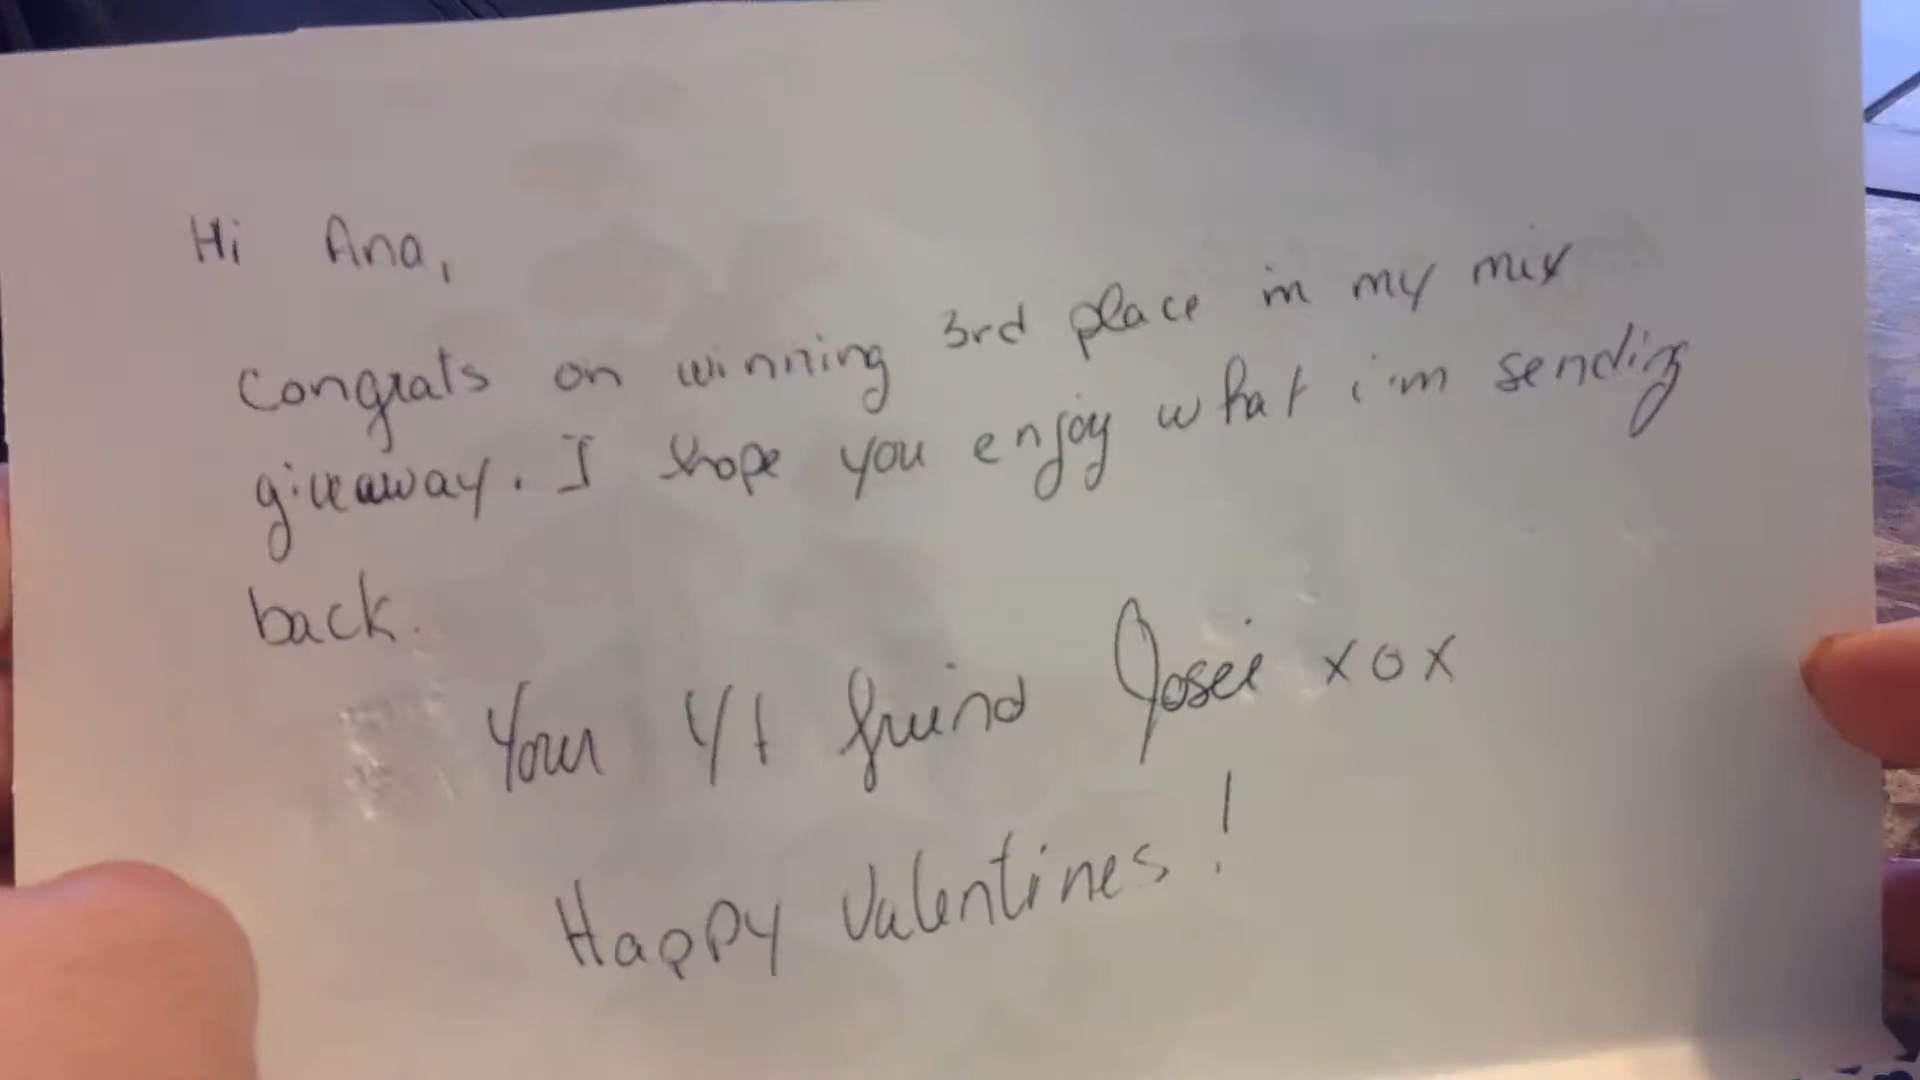 Hi Ana,
Congrats on winning 3rd place in my mix
giveaway. I hope you enjoy what i'm sending
back.
Your Yt friend Josee xox
Happy Valentines!